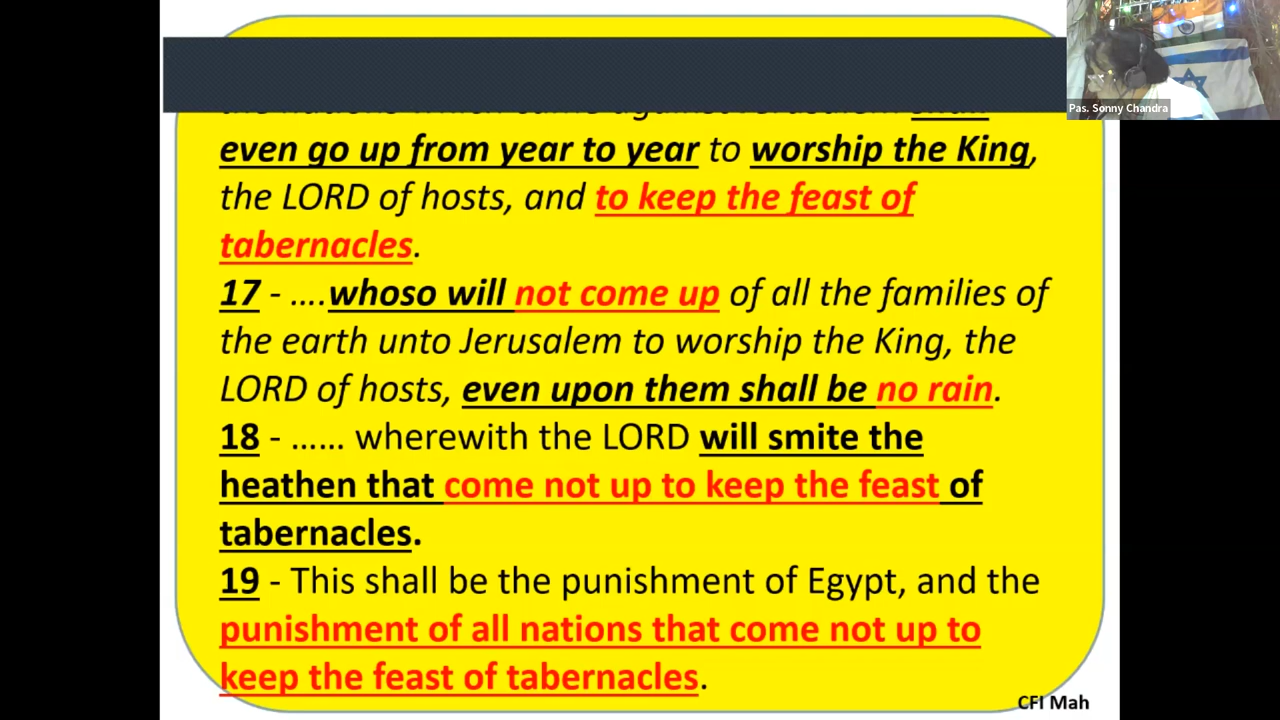 even go up from year to year to worship the King,
the LORD of hosts, and to keep the feast of
tabernacles.
17 - ....whoso will not come up of all the families of
the earth unto Jerusalem to worship the King, the
LORD of hosts, even upon them shall be no rain.
18 - ...... wherewith the LORD will smite the
heathen that come not up to keep the feast of
tabernacles.
19 - This shall be the punishment of Egypt, and the
punishment of all nations that come not up to
keep the feast of tabernacles.
CFI Mah
Pas. Sonny Chandra